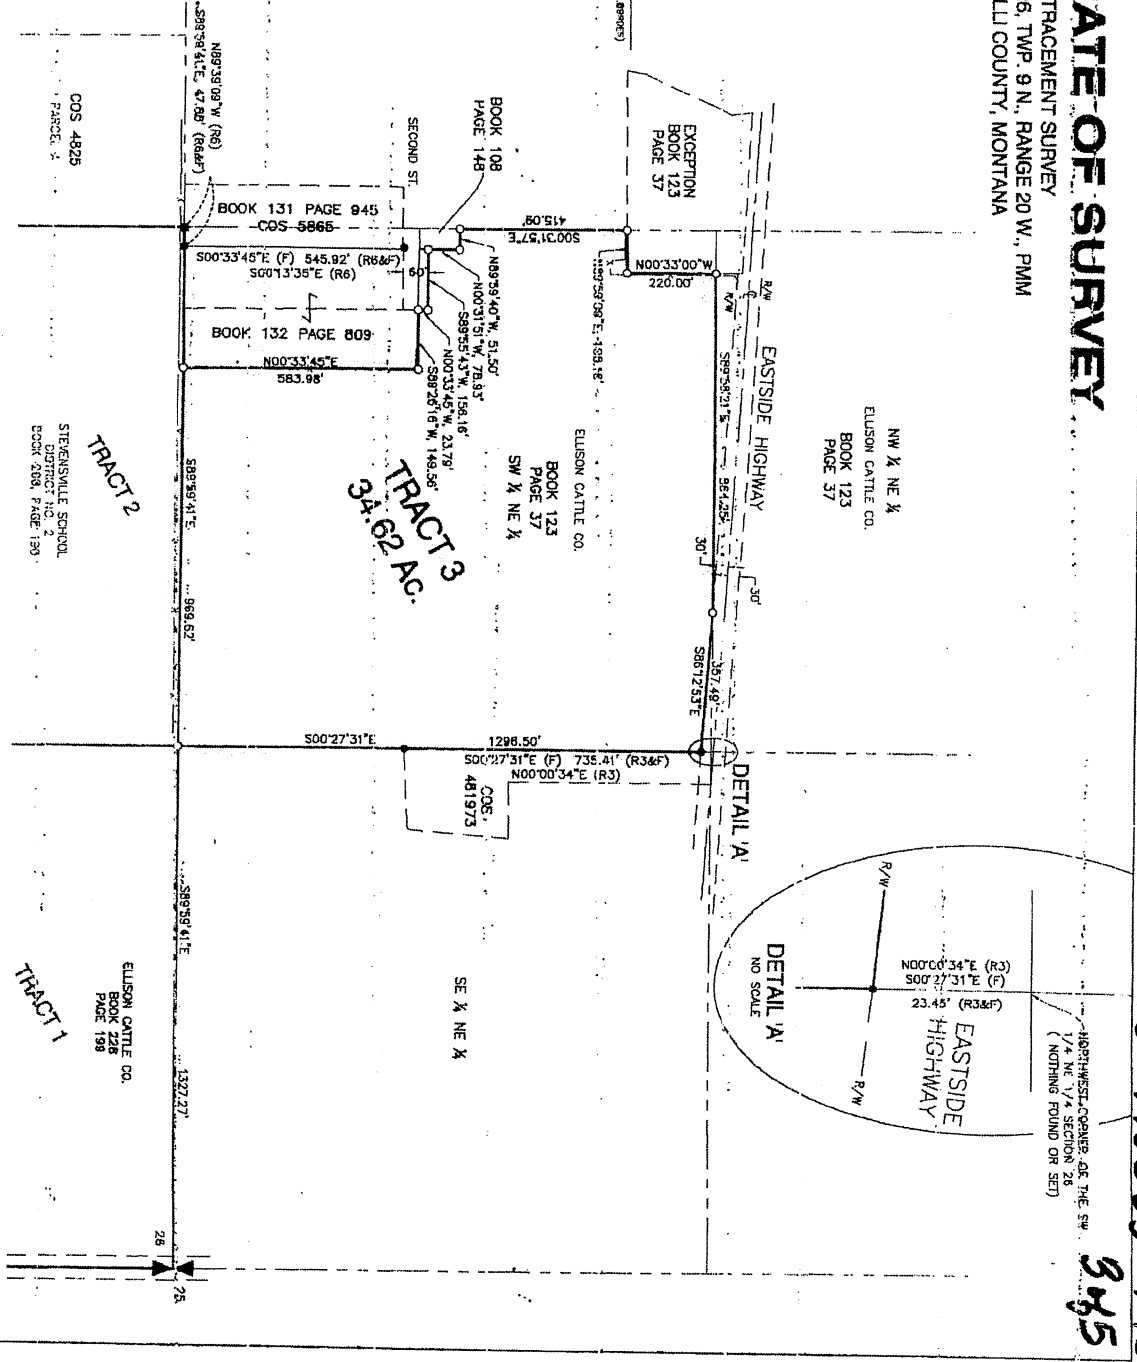 ATE OF SURVEY
TRACEMENT SURVEY
6, TWP. 9 N., RANGE 20 W., PMM
LLI COUNTY, MONTANA
3 of 5
NW ¼ NE ¼
ELLISON CATTLE CO.
BOOK 123
PAGE 37
EXCEPTION
BOOK 123
PAGE 37
R/W
R/W
EASTSIDE HIGHWAY
30'
30'
N00°33'00"W
220.00'
S89°58'21"E
964.25'
357.49'
S86°12'53"E
DETAIL 'A'
BOOK 108
PAGE 148
SECOND ST.
S00°31'57"E
415.09'
N89°59'40"W, 51.50'
N00°31'51"W, 78.93'
S89°55'43"W, 156.16'
N00°33'45"W, 23.79'
S89°26'16"W, 149.56'
60'
ELLISON CATTLE CO.
BOOK 123
PAGE 37
SW ¼ NE ¼
TRACT 3
34.62 AC.
N89°39'09"W (R6)
S89°59'41"E, 47.88' (R6&F)
BOOK 131 PAGE 945
COS 5865
S00°33'45"E (F) 545.92' (R6&F)
S00°13'35"E (R6)
BOOK 132 PAGE 809
N00°33'45"E
583.98'
COS 4825
S89°59'41"E
969.62'
TRACT 2
STEVENSVILLE SCHOOL
DISTRICT NO. 2
S00°27'31"E
1296.50'
S00°27'31"E (F) 735.41' (R3&F)
N00°00'34"E (R3)
COS
481973
R/W
N00°00'34"E (R3)
S00°27'31"E (F)
23.45' (R3&F)
EASTSIDE
HIGHWAY
R/W
DETAIL 'A'
NO SCALE
NORTHWEST CORNER OF THE SW
1/4 NE 1/4 SECTION 26
( NOTHING FOUND OR SET)
SE ¼ NE ¼
S89°59'41"E
1327.27'
ELLISON CATTLE CO.
BOOK 228
PAGE 199
TRACT 1
26
25